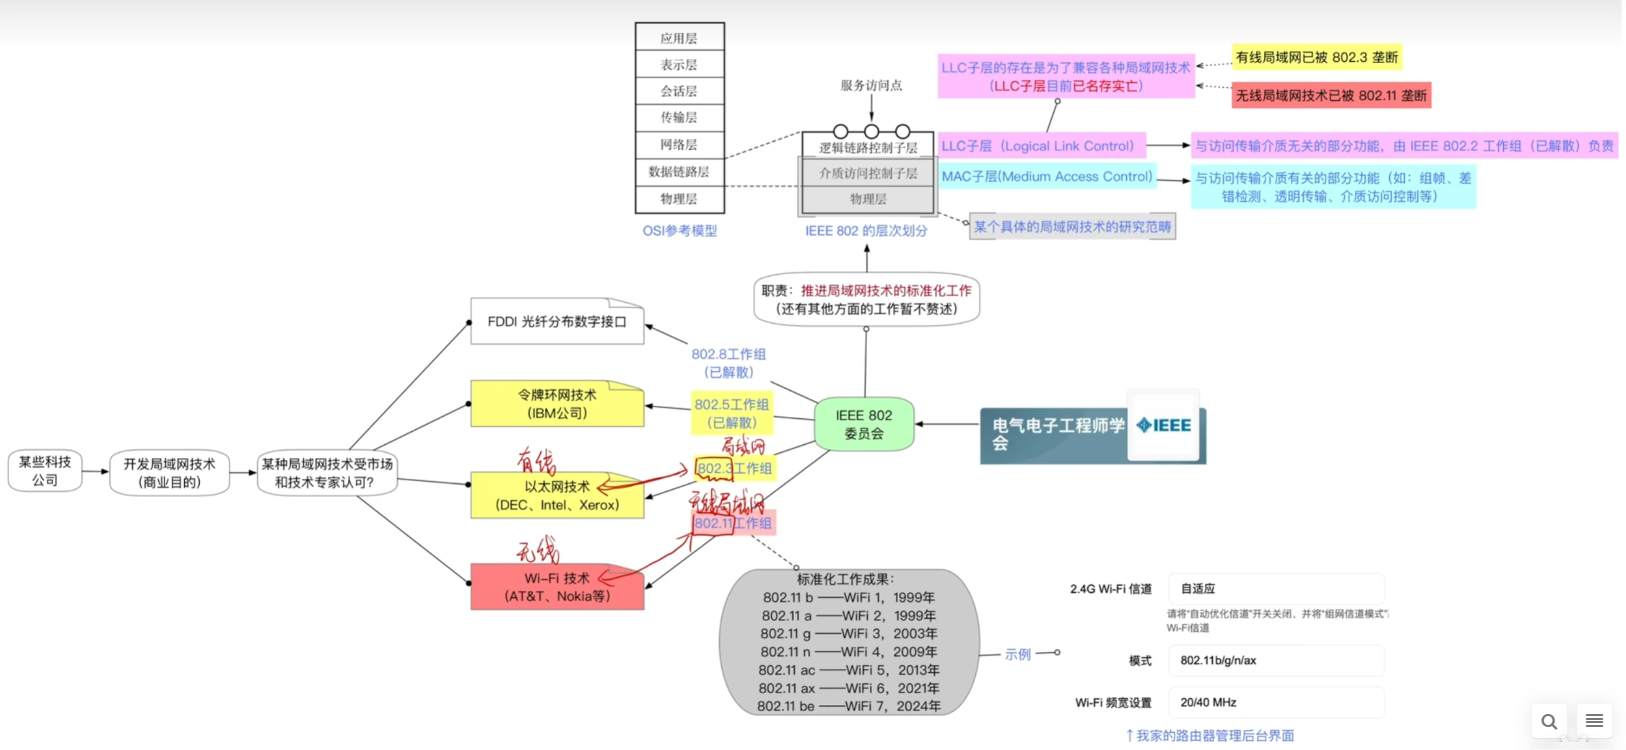 应用层
表示层
会话层
传输层
网络层
数据链路层
物理层
OSI参考模型
服务访问点
逻辑链路控制子层
介质访问控制子层
物理层
IEEE 802 的层次划分
LLC子层的存在是为了兼容各种局域网技术
（LLC子层目前已名存实亡）
有线局域网已被 802.3 垄断
无线局域网技术已被 802.11 垄断
LLC子层（Logical Link Control）
与访问传输介质无关的部分功能，由 IEEE 802.2 工作组（已解散）负责
MAC子层(Medium Access Control)
与访问传输介质有关的部分功能（如：组帧、差
错检测、透明传输、介质访问控制等）
某个具体的局域网技术的研究范畴
职责：推进局域网技术的标准化工作
（还有其他方面的工作暂不赘述）
FDDI 光纤分布数字接口
802.8工作组
（已解散）
令牌环网技术
（IBM公司）
802.5工作组
（已解散）
IEEE 802
委员会
电气电子工程师学
会
IEEE
某些科技
公司
开发局域网技术
（商业目的）
某种局域网技术受市场
和技术专家认可？
有线
以太网技术
（DEC、Intel、Xerox）
局域网
802.3工作组
无线局域网
802.11工作组
无线
Wi-Fi 技术
（AT&T、Nokia等）
标准化工作成果：
802.11 b ——WiFi 1，1999年
802.11 a ——WiFi 2，1999年
802.11 g ——WiFi 3，2003年
802.11 n ——WiFi 4，2009年
802.11 ac ——WiFi 5，2013年
802.11 ax ——WiFi 6，2021年
802.11 be ——WiFi 7，2024年
示例
2.4G Wi-Fi 信道
自适应
请将“自动优化信道”开关关闭、并将“组网信道模式”
Wi-Fi信道
模式
802.11b/g/n/ax
Wi-Fi 频宽设置
20/40 MHz
↑我家的路由器管理后台界面